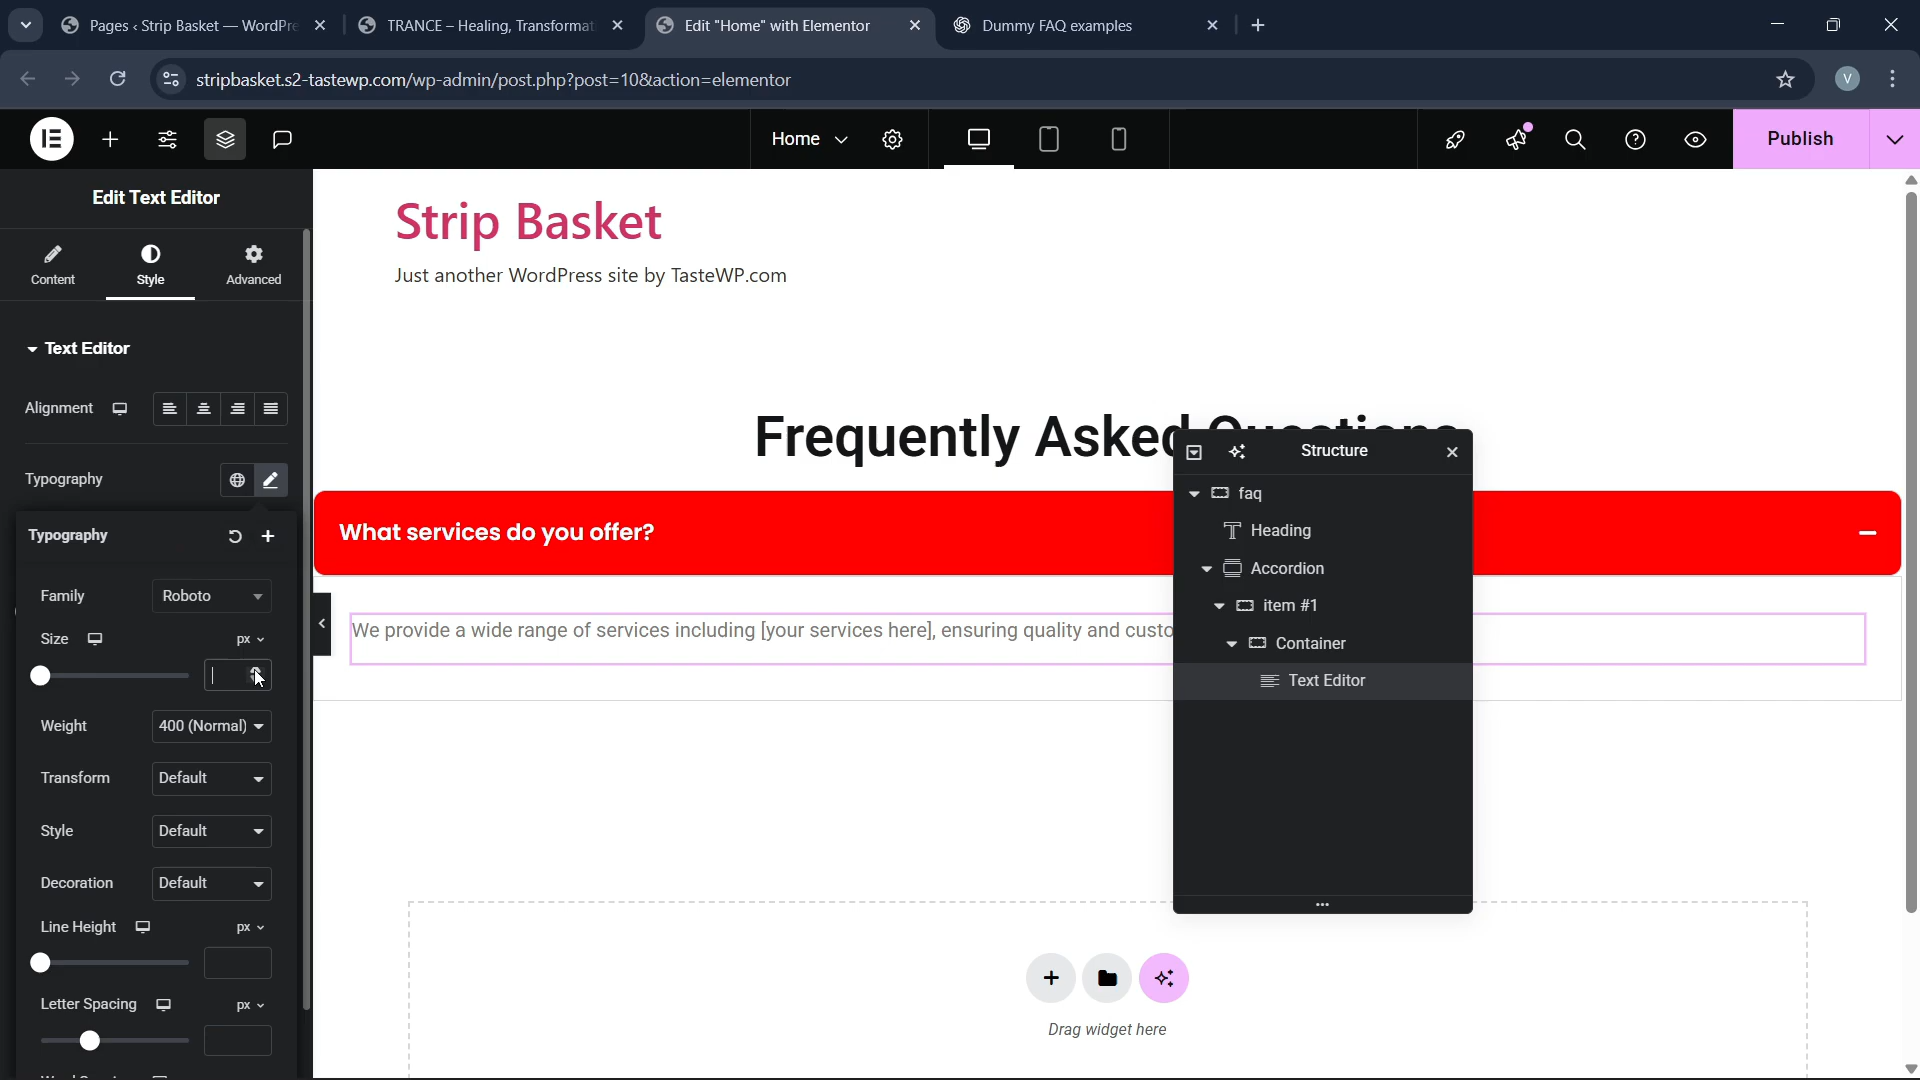 Pages ‹ Strip Basket — WordPre
TRANCE – Healing, Transformati
Edit "Home" with Elementor
Dummy FAQ examples
stripbasket.s2-tastewp.com/wp-admin/post.php?post=10&action=elementor
V
Home
Publish
Edit Text Editor
Content
Style
Advanced
Text Editor
Alignment
Typography
Typography
Family
Roboto
Size
px
Weight
400 (Normal)
Transform
Default
Style
Default
Decoration
Default
Line Height
px
Letter Spacing
px
Strip Basket
Just another WordPress site by TasteWP.com
Frequently Asked Questions
What services do you offer?
We provide a wide range of services including [your services here], ensuring quality and custo
Structure
faq
Heading
Accordion
item #1
Container
Text Editor
Drag widget here